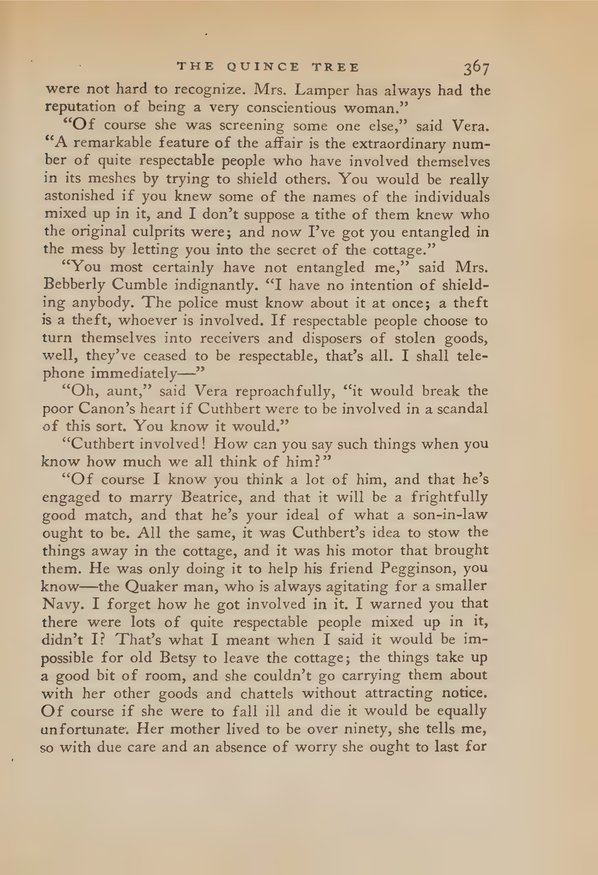 THE QUINCE TREE 367
were not hard to recognize. Mrs. Lamper has always had the
reputation of being a very conscientious woman.”
“Of course she was screening some one else,” said Vera.
“A remarkable feature of the affair is the extraordinary num-
ber of quite respectable people who have involved themselves
in its meshes by trying to shield others. You would be really
astonished if you knew some of the names of the individuals
mixed up in it, and I don’t suppose a tithe of them knew who
the original culprits were; and now I’ve got you entangled in
the mess by letting you into the secret of the cottage.”
“You most certainly have not entangled me,” said Mrs.
Bebberly Cumble indignantly. “I have no intention of shield-
ing anybody. The police must know about it at once; a theft
is a theft, whoever is involved. If respectable people choose to
turn themselves into receivers and disposers of stolen goods,
well, they’ve ceased to be respectable, that’s all. I shall tele-
phone immediately—”
“Oh, aunt,” said Vera reproachfully, “it would break the
poor Canon’s heart if Cuthbert were to be involved in a scandal
of this sort. You know it would.”
“Cuthbert involved! How can you say such things when you
know how much we all think of him?”
“Of course I know you think a lot of him, and that he’s
engaged to marry Beatrice, and that it will be a frightfully
good match, and that he’s your ideal of what a son-in-law
ought to be. All the same, it was Cuthbert’s idea to stow the
things away in the cottage, and it was his motor that brought
them. He was only doing it to help his friend Pegginson, you
know—the Quaker man, who is always agitating for a smaller
Navy. I forget how he got involved in it. I warned you that
there were lots of quite respectable people mixed up in it,
didn’t I? That’s what I meant when I said it would be im-
possible for old Betsy to leave the cottage; the things take up
a good bit of room, and she couldn’t go carrying them about
with her other goods and chattels without attracting notice.
Of course if she were to fall ill and die it would be equally
unfortunate. Her mother lived to be over ninety, she tells me,
so with due care and an absence of worry she ought to last for